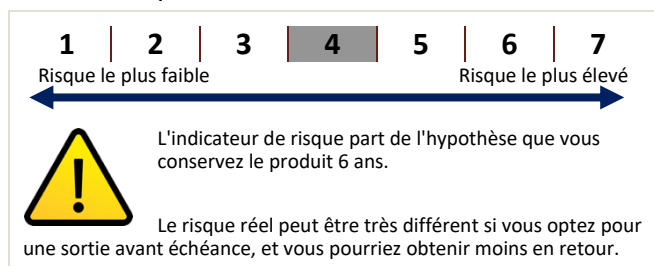 1 2 3 4 5 6 7
Risque le plus faible Risque le plus élevé
L'indicateur de risque part de l'hypothèse que vous
conservez le produit 6 ans.
Le risque réel peut être très différent si vous optez pour
une sortie avant échéance, et vous pourriez obtenir moins en retour.